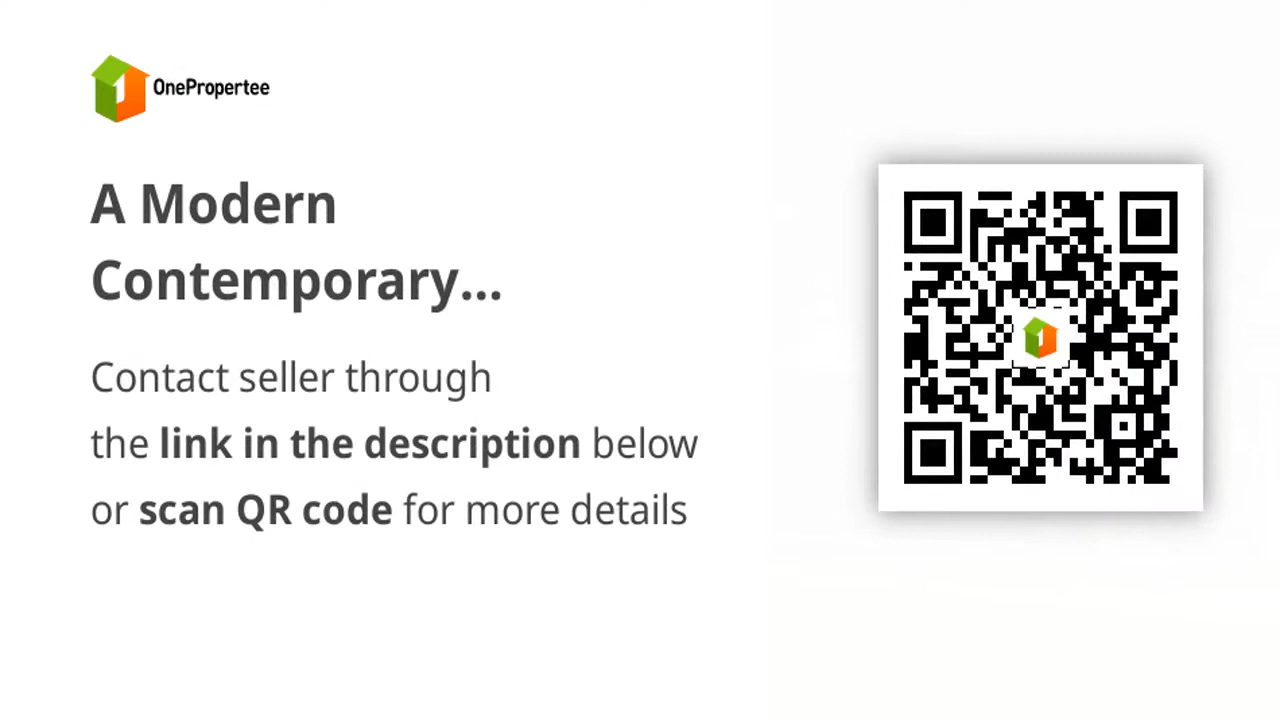 OnePropertee
A Modern
Contemporary...
Contact seller through
the link in the description below
or scan QR code for more details